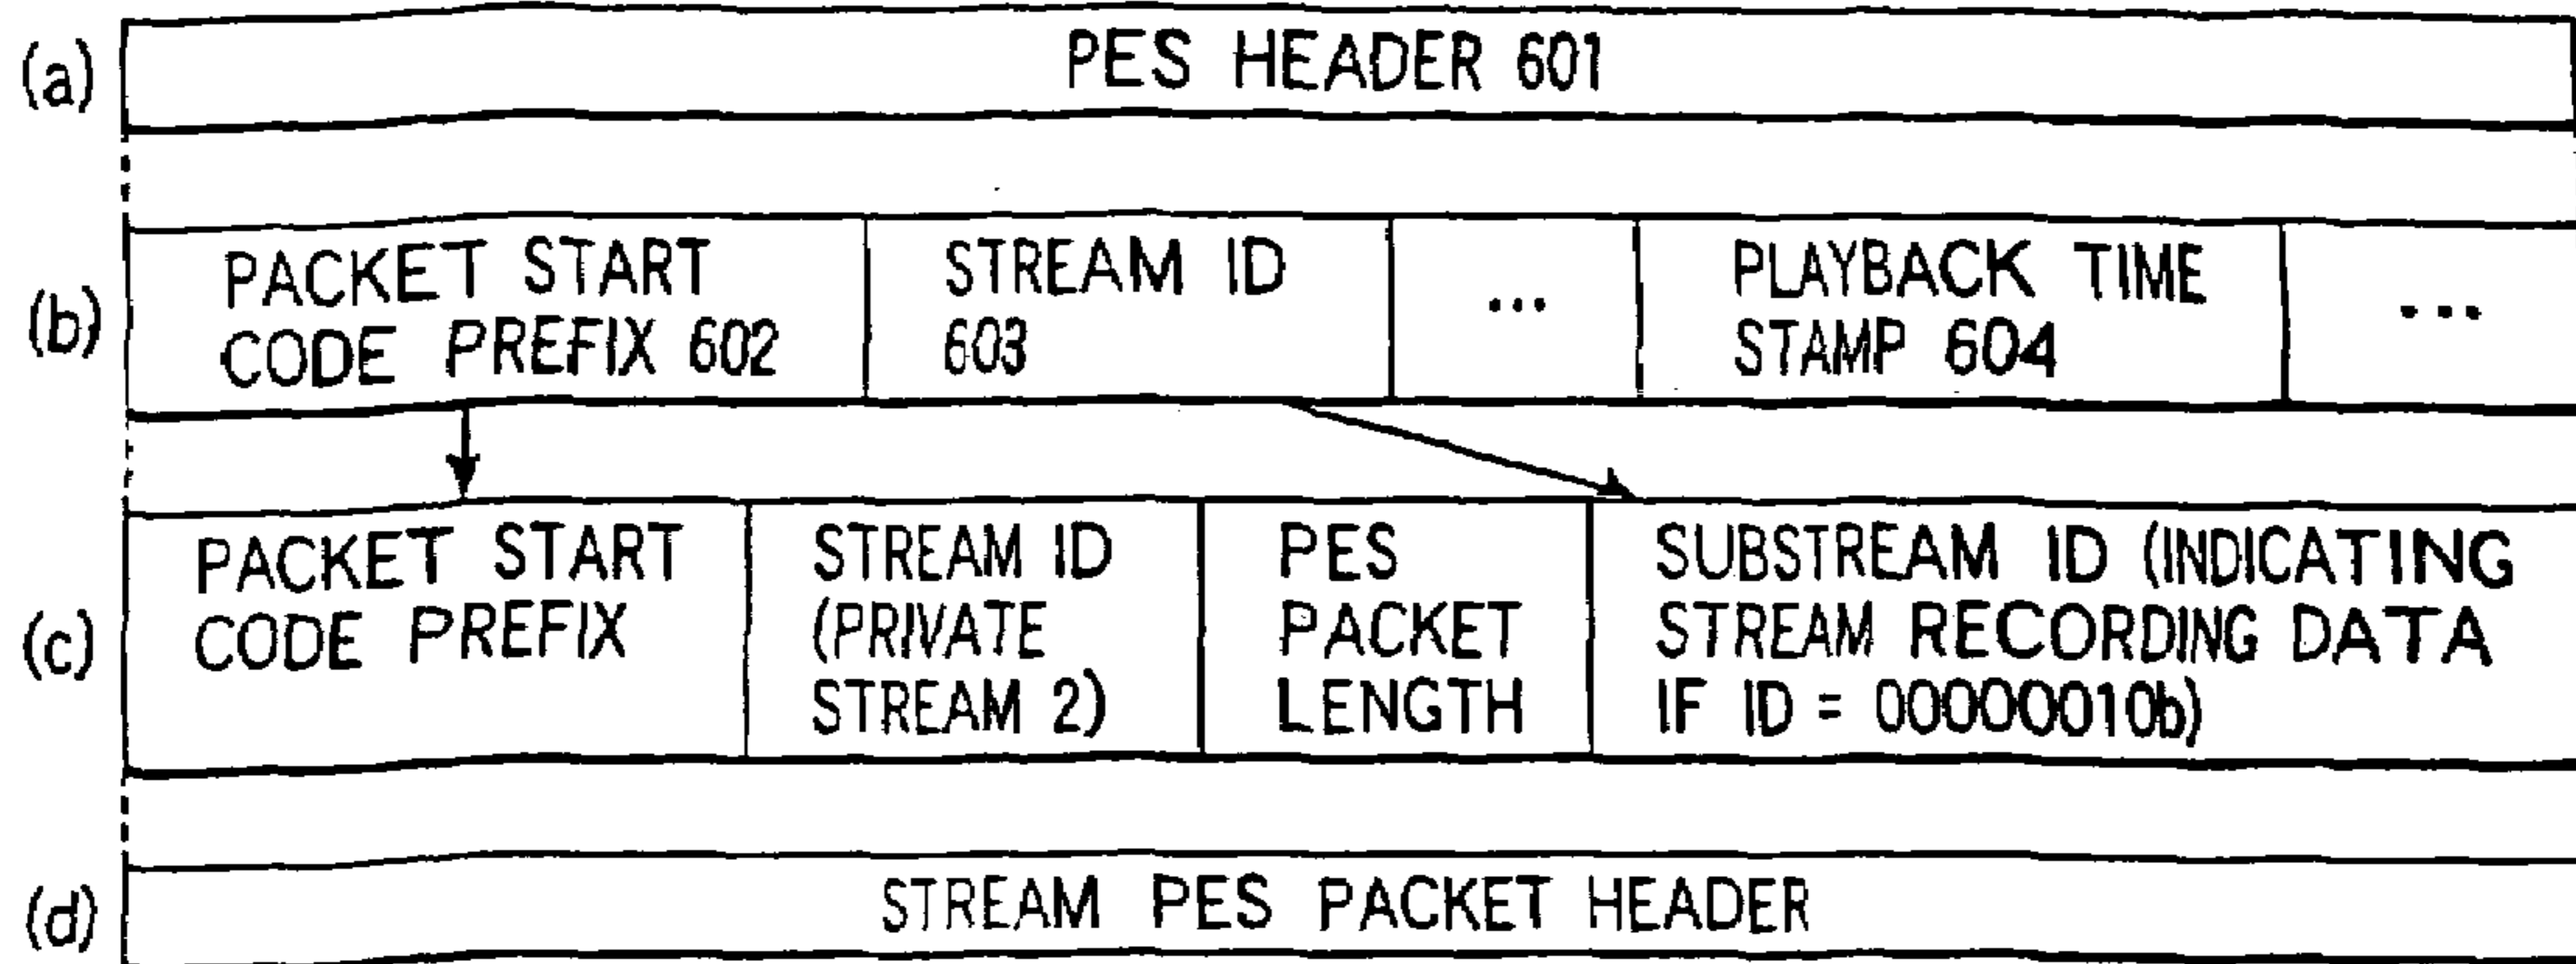 (a) PES HEADER 601
(b) PACKET START CODE PREFIX 602
STREAM ID 603
...
PLAYBACK TIME STAMP 604
...
(c) PACKET START CODE PREFIX
STREAM ID (PRIVATE STREAM 2)
PES PACKET LENGTH
SUBSTREAM ID (INDICATING STREAM RECORDING DATA IF ID = 00000010b)
(d) STREAM PES PACKET HEADER